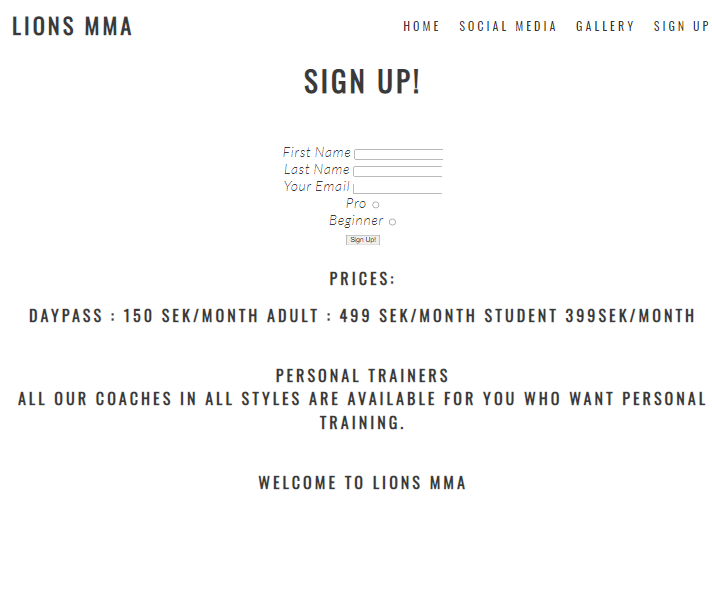 LIONS MMA
HOME SOCIAL MEDIA GALLERY SIGN UP
SIGN UP!
First Name
Last Name
Your Email
Pro
Beginner
Sign Up!
PRICES:
DAYPASS : 150 SEK/MONTH ADULT : 499 SEK/MONTH STUDENT 399SEK/MONTH
PERSONAL TRAINERS
ALL OUR COACHES IN ALL STYLES ARE AVAILABLE FOR YOU WHO WANT PERSONAL
TRAINING.
WELCOME TO LIONS MMA